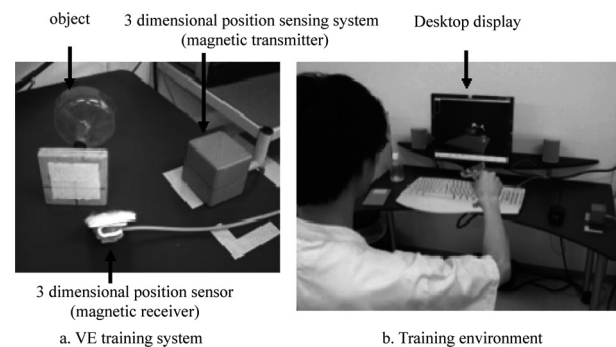 object
3 dimensional position sensing system
(magnetic transmitter)
Desktop display
3 dimensional position sensor
(magnetic receiver)
a. VE training system
b. Training environment